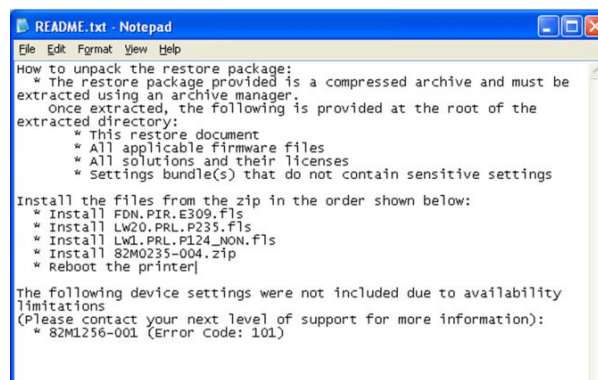 README.txt - Notepad
File Edit Format View Help
How to unpack the restore package:
* The restore package provided is a compressed archive and must be
extracted using an archive manager.
Once extracted, the following is provided at the root of the
extracted directory:
* This restore document
* All applicable firmware files
* All solutions and their licenses
* Settings bundle(s) that do not contain sensitive settings
Install the files from the zip in the order shown below:
* Install FDN.PIR.E309.fls
* Install LW20.PRL.P235.fls
* Install LW1.PRL.P124_NON.fls
* Install 82M0235-004.zip
* Reboot the printer
The following device settings were not included due to availability
limitations
(Please contact your next level of support for more information):
* 82M1256-001 (Error Code: 101)